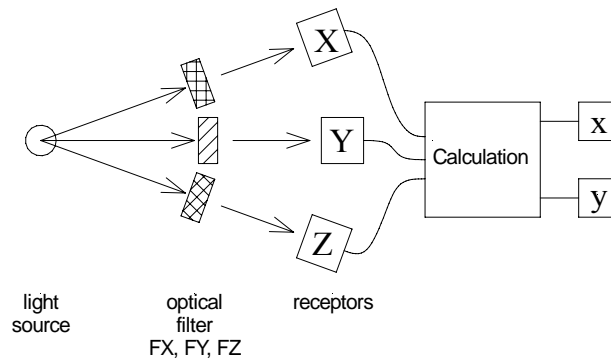 X
Y
Z
Calculation
x
y
light
source
optical
filter
FX, FY, FZ
receptors